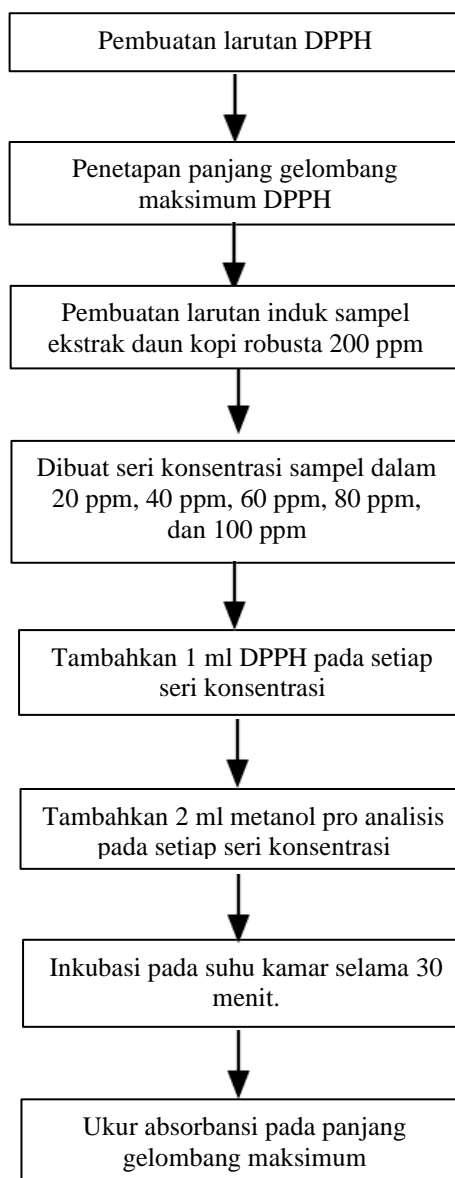 Pembuatan larutan DPPH
Penetapan panjang gelombang
maksimum DPPH
Pembuatan larutan induk sampel
ekstrak daun kopi robusta 200 ppm
Dibuat seri konsentrasi sampel dalam
20 ppm, 40 ppm, 60 ppm, 80 ppm,
dan 100 ppm
Tambahkan 1 ml DPPH pada setiap
seri konsentrasi
Tambahkan 2 ml metanol pro analisis
pada setiap seri konsentrasi
Inkubasi pada suhu kamar selama 30
menit.
Ukur absorbansi pada panjang
gelombang maksimum